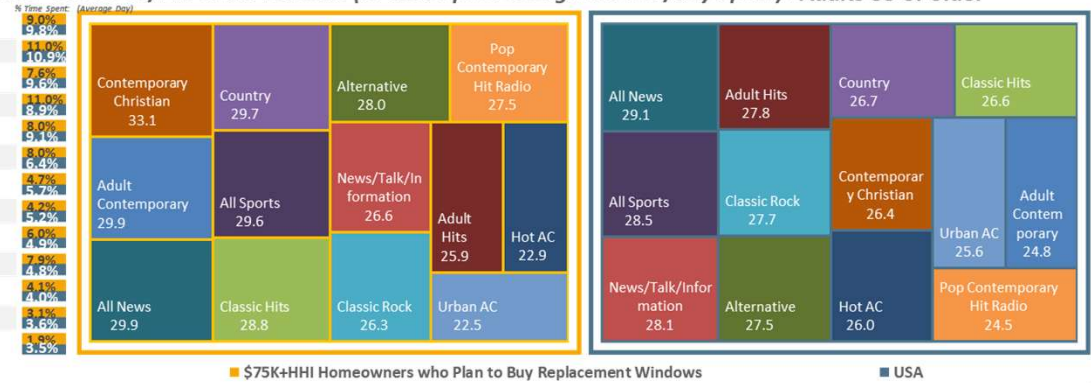 % Time Spent: (Average Day)
9.0%
9.8%
11.0%
10.9%
7.6%
9.6%
11.0%
8.9%
8.0%
9.1%
8.0%
6.4%
4.7%
5.7%
4.2%
5.2%
6.0%
4.9%
7.9%
4.8%
4.1%
4.0%
3.1%
3.6%
1.9%
3.5%
Contemporary
Christian
33.1
Country
29.7
Alternative
28.0
Pop
Contemporary
Hit Radio
27.5
Adult
Contemporary
29.9
All Sports
29.6
News/Talk/In
formation
26.6
Adult
Hits
25.9
Hot AC
22.9
All News
29.9
Classic Hits
28.8
Classic Rock
26.3
Urban AC
22.5
All News
29.1
Adult Hits
27.8
Country
26.7
Classic Hits
26.6
All Sports
28.5
Classic Rock
27.7
Contemporar
y Christian
26.4
Urban AC
25.6
Adult
Contem
porary
24.8
News/Talk/Infor
mation
28.1
Alternative
27.5
Hot AC
26.0
Pop Contemporary
Hit Radio
24.5
$75K+HHI Homeowners who Plan to Buy Replacement Windows
USA